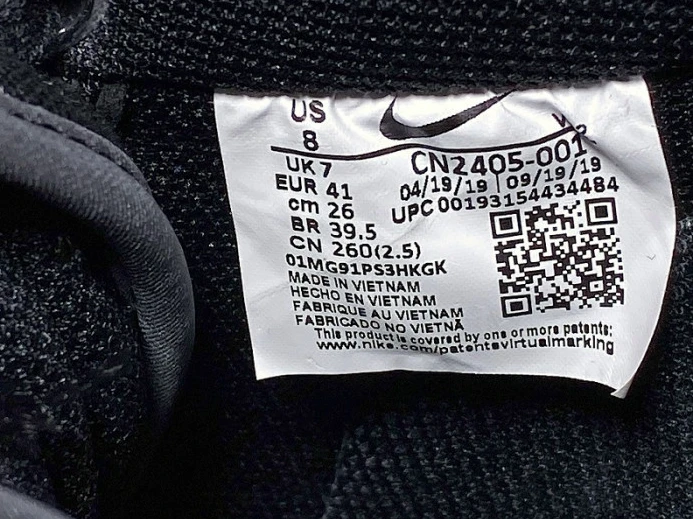 US
8
UK 7
EUR 41
cm 26
BR 39.5
CN 260(2.5)
01MG91PS3HKGK
MADE IN VIETNAM
HECHO EN VIETNAM
FABRIQUE AU VIETNAM
FABRICADO NO VIETNÃ
CN2405-001
04/19/19 | 09/19/19
UPC 00193154434484
This product is covered by one or more patents:
www.nike.com/patentsvirtualmarking